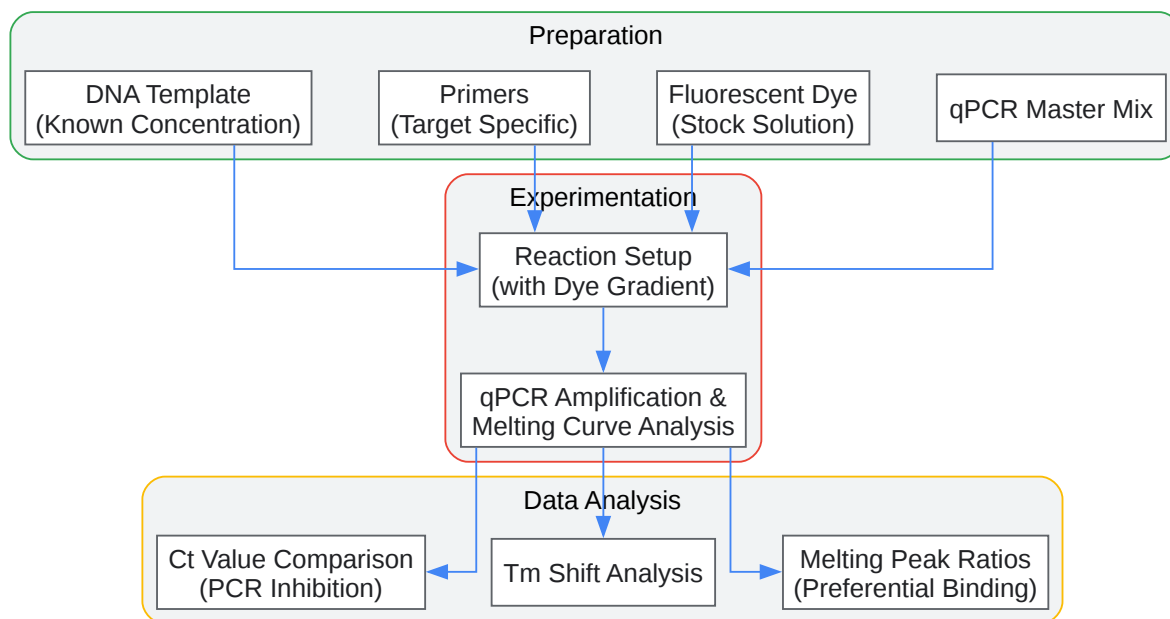 Preparation
DNA Template
(Known Concentration)
Primers
(Target Specific)
Fluorescent Dye
(Stock Solution)
qPCR Master Mix
Experimentation
Reaction Setup
(with Dye Gradient)
qPCR Amplification &
Melting Curve Analysis
Data Analysis
Ct Value Comparison
(PCR Inhibition)
Tm Shift Analysis
Melting Peak Ratios
(Preferential Binding)